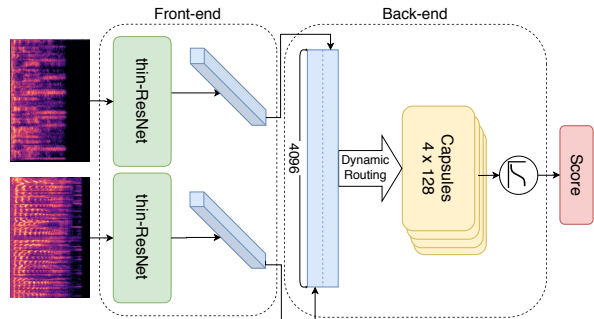 Front-end
Back-end
thin-ResNet
thin-ResNet
4096
Dynamic
Routing
Capsules
4 x 128
Score